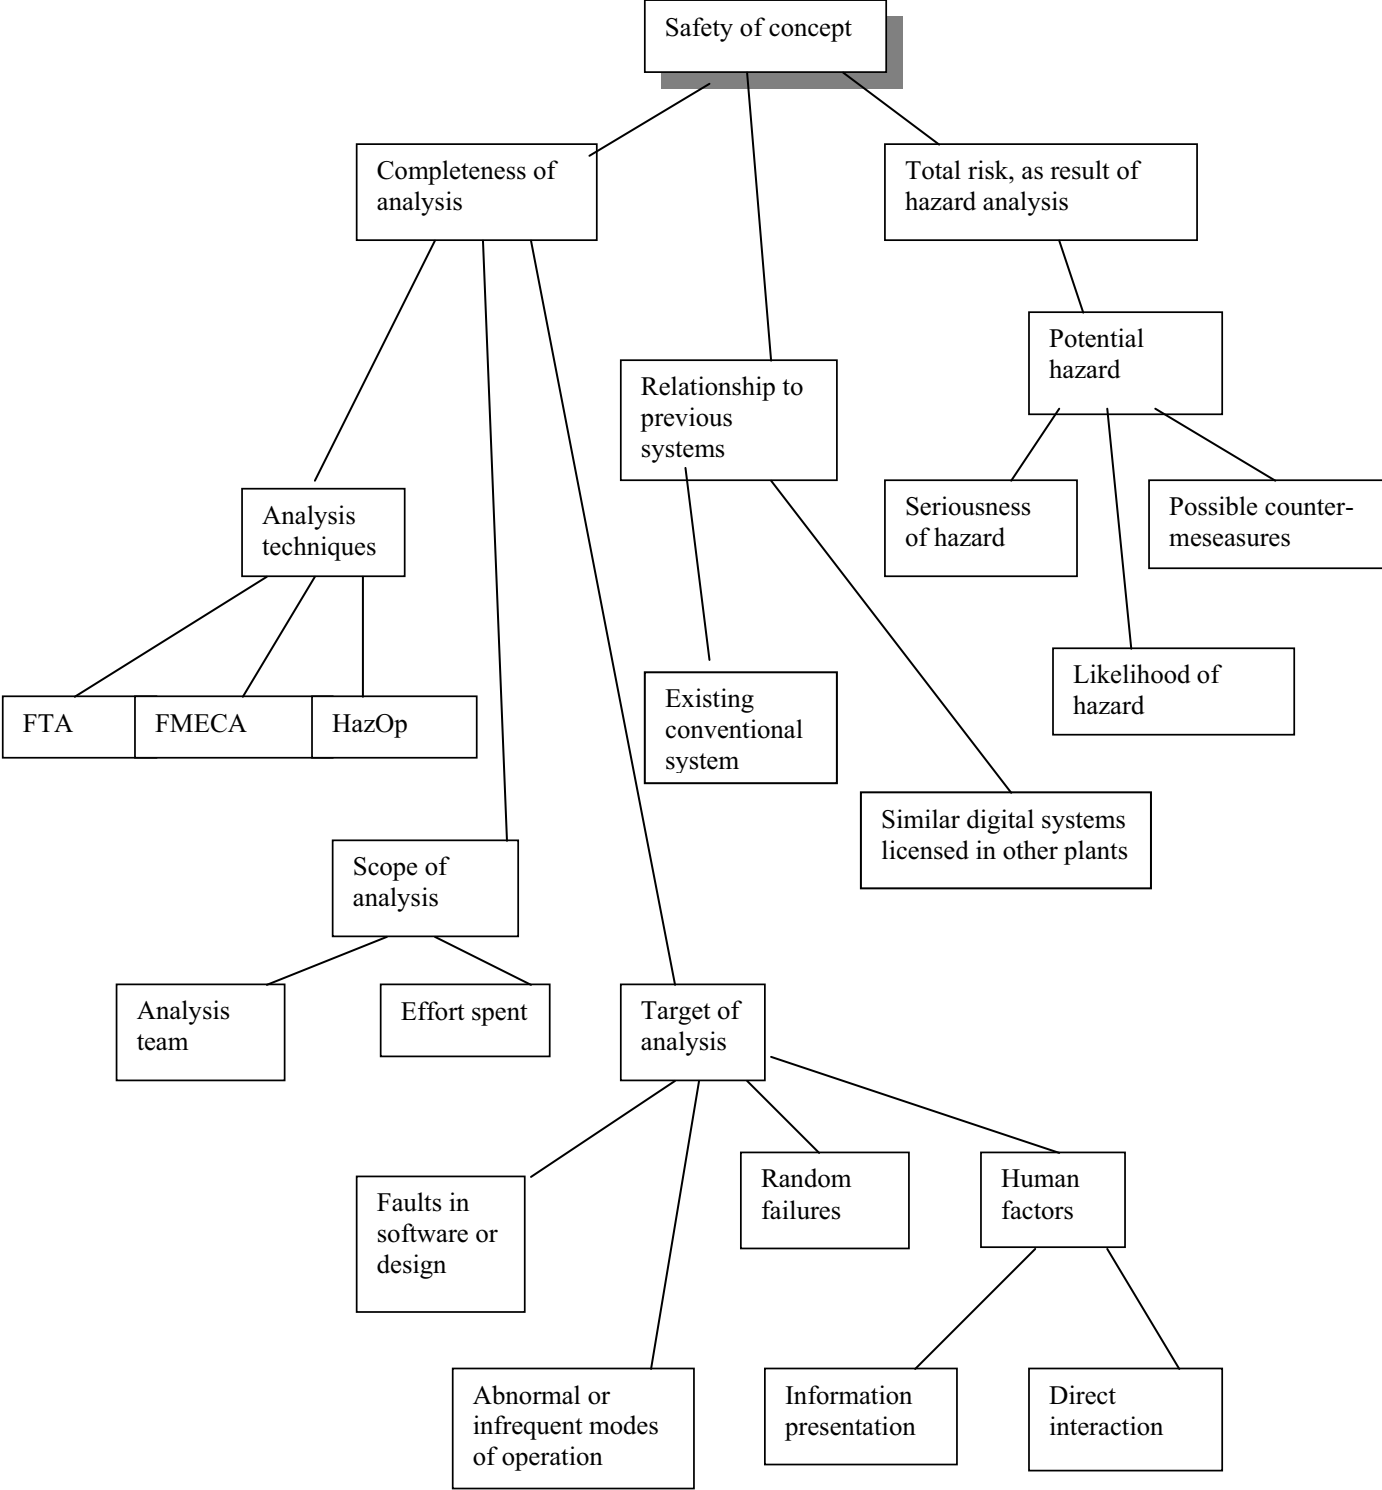 Safety of concept
Completeness of
analysis
Total risk, as result of
hazard analysis
Potential
hazard
Relationship to
previous
systems
Seriousness
of hazard
Possible counter-
meseasures
Analysis
techniques
Likelihood of
hazard
Existing
conventional
system
FTA
FMECA
HazOp
Similar digital systems
licensed in other plants
Scope of
analysis
Analysis
team
Effort spent
Target of
analysis
Faults in
software or
design
Random
failures
Human
factors
Abnormal or
infrequent modes
of operation
Information
presentation
Direct
interaction